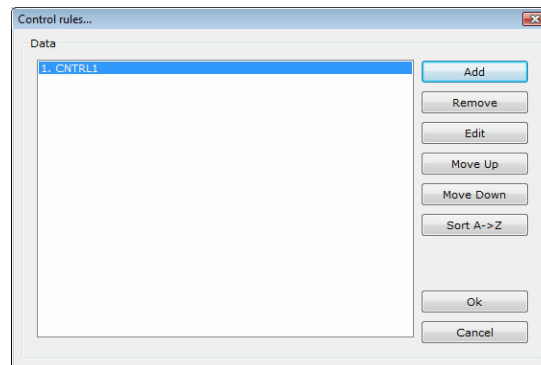 Control rules...
Data
1. CNTRL1
Add
Remove
Edit
Move Up
Move Down
Sort A->Z
Ok
Cancel